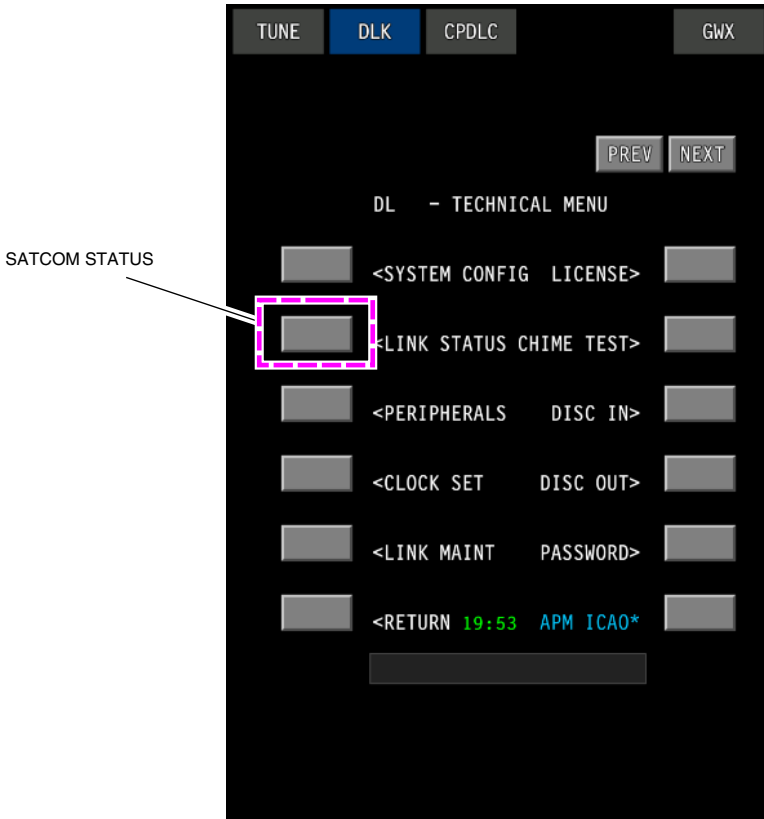 TUNE DLK CPDLC GWX
PREV NEXT
DL - TECHNICAL MENU
SATCOM STATUS
<SYSTEM CONFIG LICENSE>
<LINK STATUS CHIME TEST>
<PERIPHERALS DISC IN>
<CLOCK SET DISC OUT>
<LINK MAINT PASSWORD>
<RETURN 19:53 APM ICAO*